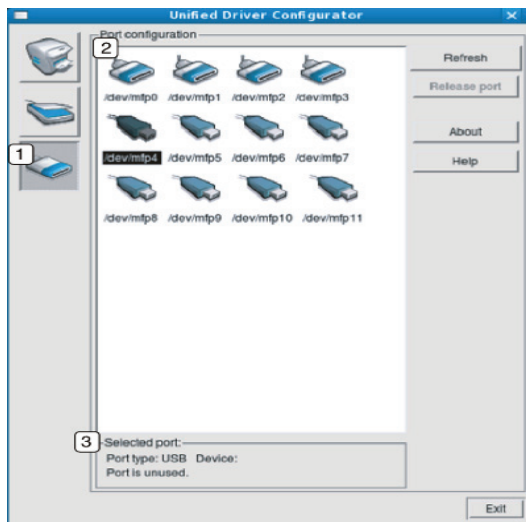 Unified Driver Configurator
2
Port configuration
Refresh
/dev/mfp0 /dev/mfp1 /dev/mfp2 /dev/mfp3
Release port
About
1
/dev/mfp4 /dev/mfp5 /dev/mfp6 /dev/mfp7
Help
/dev/mfp8 /dev/mfp9 /dev/mfp10 /dev/mfp11
3
Selected port:
Port type: USB Device:
Port is unused.
Exit